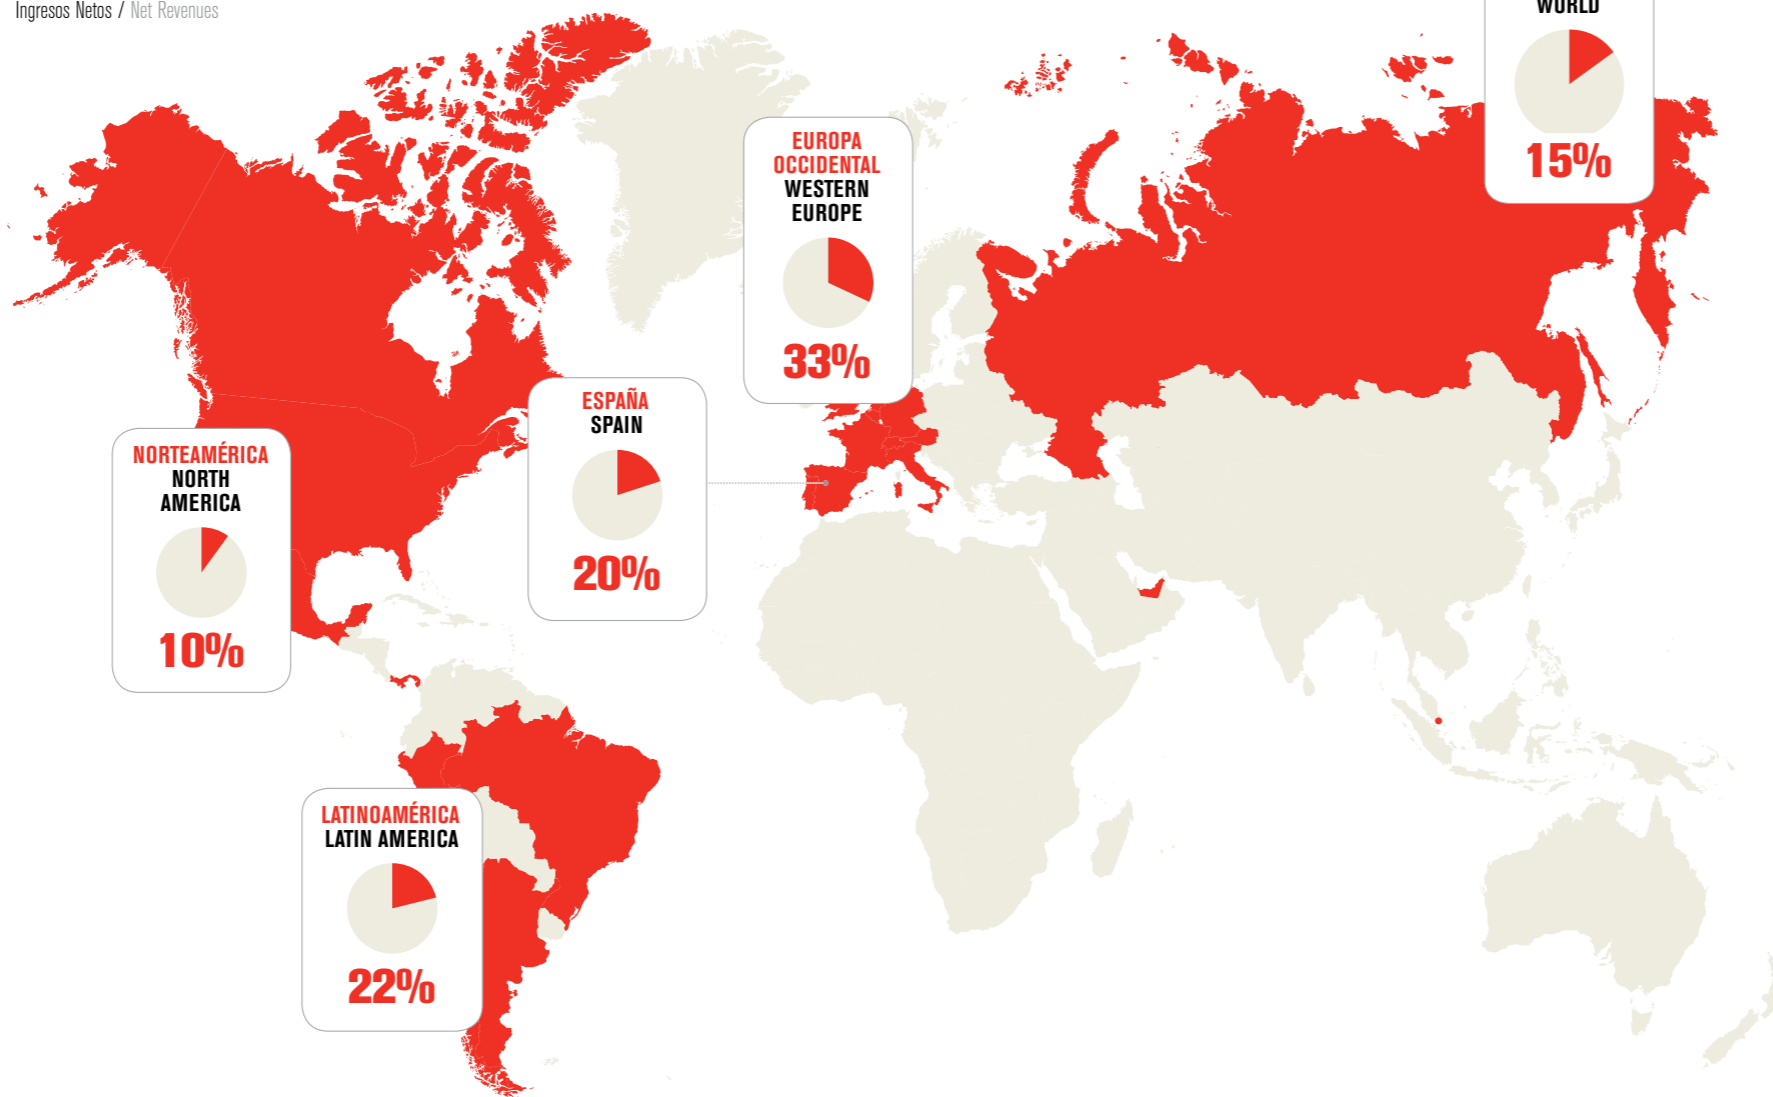 Ingresos Netos / Net Revenues
WORLD
15%
EUROPA
OCCIDENTAL
WESTERN
EUROPE
33%
ESPAÑA
SPAIN
20%
NORTEAMÉRICA
NORTH
AMERICA
10%
LATINOAMÉRICA
LATIN AMERICA
22%